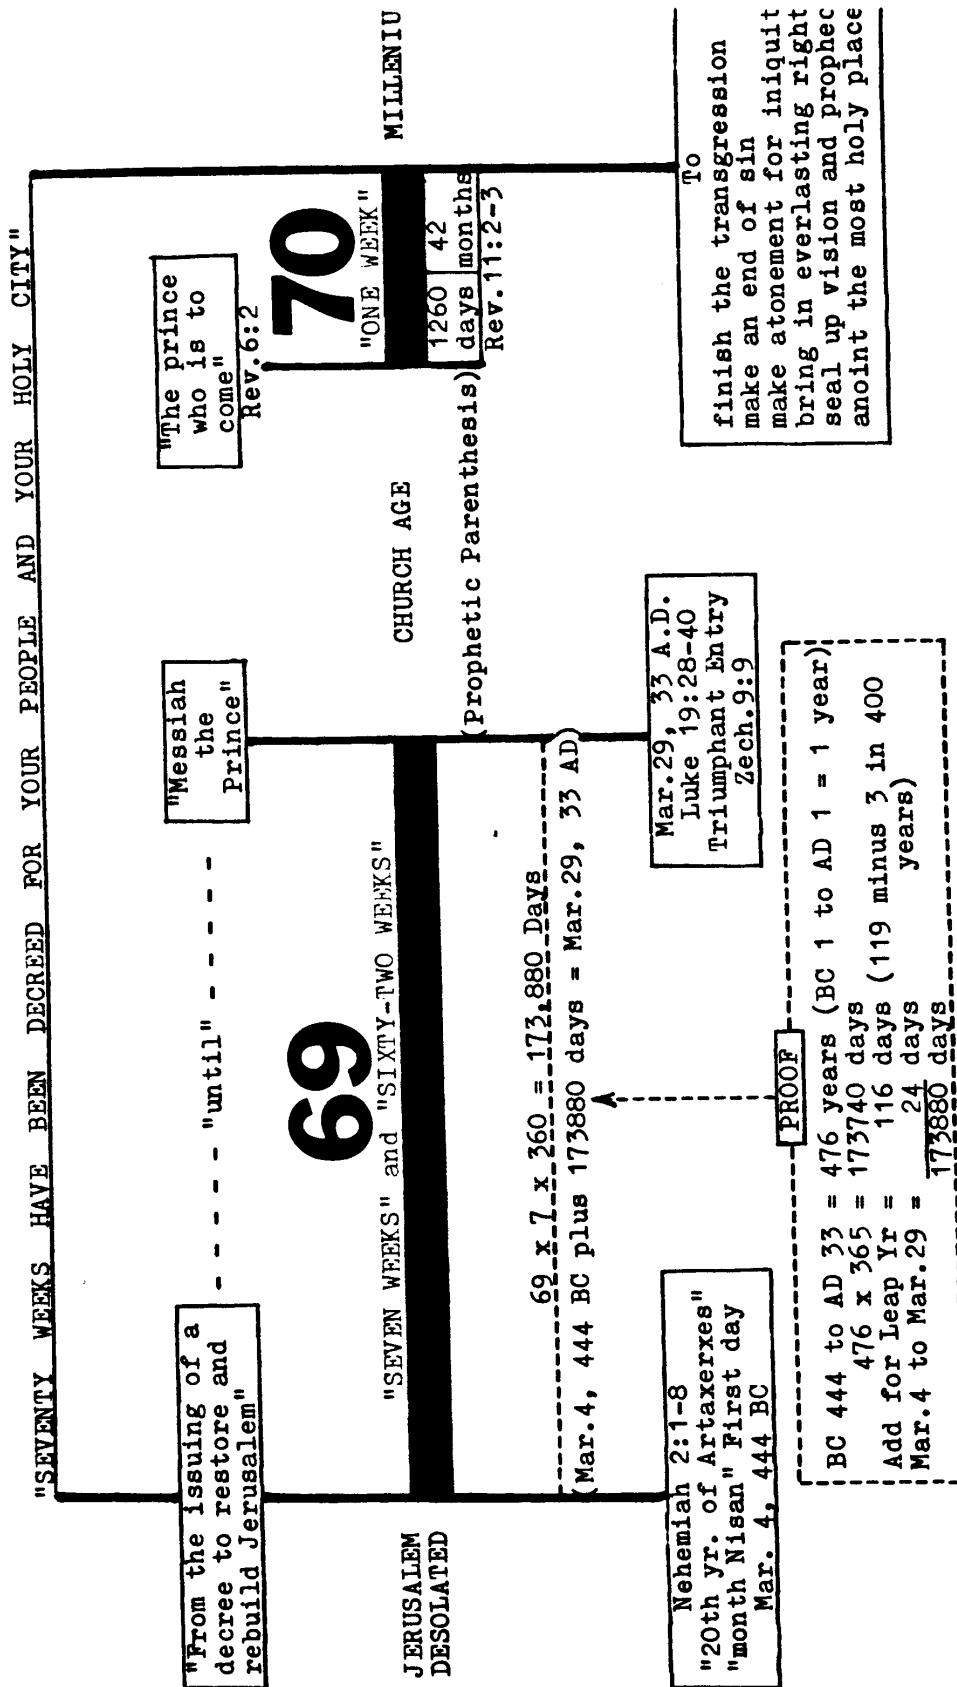 "SEVENTY WEEKS HAVE BEEN DECREED FOR YOUR PEOPLE AND YOUR HOLY CITY"
"From the issuing of a
decree to restore and
rebuild Jerusalem"
- - - - - "until" - - - - - -
"Messiah
the
Prince"
"The prince
who is to
come"
Rev.6:2
69
"SEVEN WEEKS" and "SIXTY-TWO WEEKS"
70
"ONE WEEK"
JERUSALEM
DESOLATED
CHURCH AGE
(Prophetic Parenthesis)
MILLENIU
1260 42
days months
Rev.11:2-3
69 x 7 x 360 = 173,880 Days
(Mar.4, 444 BC plus 173880 days = Mar.29, 33 AD)
Nehemiah 2:1-8
"20th yr. of Artaxerxes"
"month Nisan" First day
Mar. 4, 444 BC
Mar.29, 33 A.D.
Luke 19:28-40
Triumphant Entry
Zech.9:9
To
finish the transgression
make an end of sin
make atonement for iniquit
bring in everlasting right
seal up vision and prophec
anoint the most holy place
PROOF
BC 444 to AD 33 = 476 years (BC 1 to AD 1 = 1 year)
476 x 365 = 173740 days
Add for Leap Yr = 116 days (119 minus 3 in 400
years)
Mar.4 to Mar.29 = 24 days
173880 days